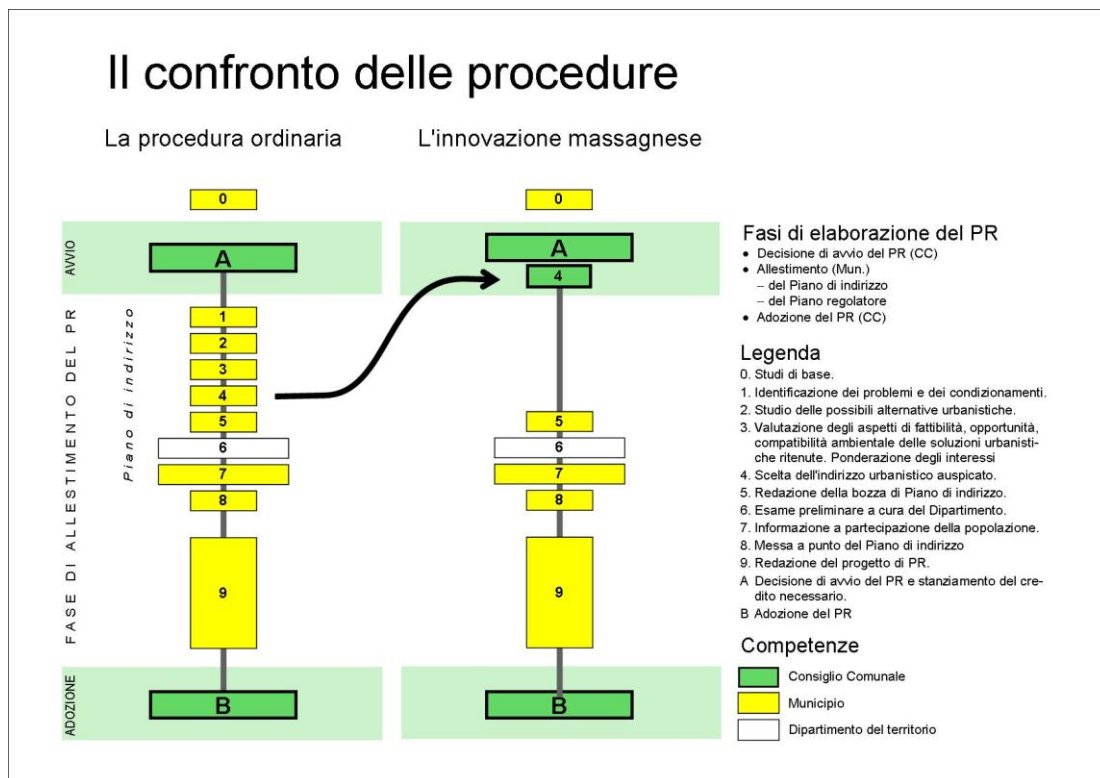 Il confronto delle procedure
La procedura ordinaria
L'innovazione massagnese
AVVIO
FASE DI ALLESTIMENTO DEL PR
Piano di indirizzo
ADOZIONE
0
A
1
2
3
4
5
6
7
8
9
B
0
A
4
5
6
7
8
9
B
Fasi di elaborazione del PR
• Decisione di avvio del PR (CC)
• Allestimento (Mun.)
– del Piano di indirizzo
– del Piano regolatore
• Adozione del PR (CC)
Legenda
0. Studi di base.
1. Identificazione dei problemi e dei condizionamenti.
2. Studio delle possibili alternative urbanistiche.
3. Valutazione degli aspetti di fattibilità, opportunità,
compatibilità ambientale delle soluzioni urbanisti-
che ritenute. Ponderazione degli interessi
4. Scelta dell'indirizzo urbanistico auspicato.
5. Redazione della bozza di Piano di indirizzo.
6. Esame preliminare a cura del Dipartimento.
7. Informazione a partecipazione della popolazione.
8. Messa a punto del Piano di indirizzo
9. Redazione del progetto di PR.
A Decisione di avvio del PR e stanziamento del cre-
dito necessario.
B Adozione del PR
Competenze
Consiglio Comunale
Municipio
Dipartimento del territorio